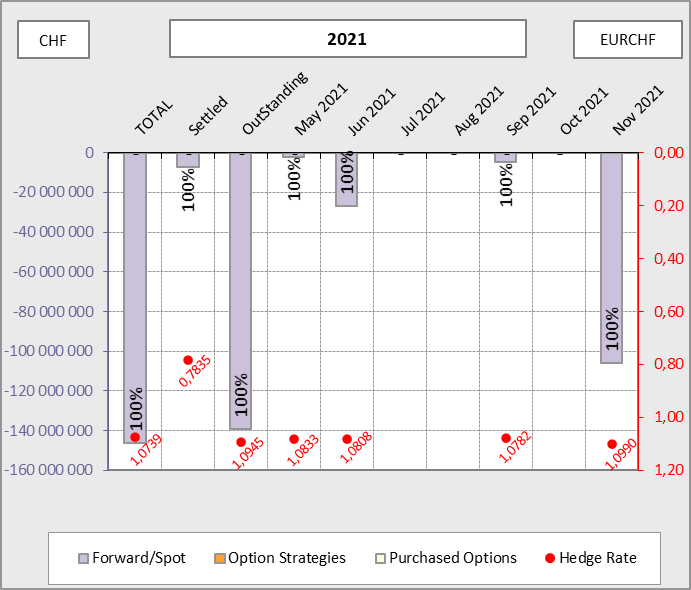 CHF
2021
EURCHF
TOTAL
Settled
OutStanding
May 2021
Jun 2021
Jul 2021
Aug 2021
Sep 2021
Oct 2021
Nov 2021
0
-20 000 000
-40 000 000
-60 000 000
-80 000 000
-100 000 000
-120 000 000
-140 000 000
-160 000 000
100%
100%
100%
100%
100%
100%
100%
1,0739
0,7835
1,0945
1,0833
1,0808
1,0782
1,0990
0,00
0,20
0,40
0,60
0,80
1,00
1,20
Forward/Spot
Option Strategies
Purchased Options
Hedge Rate